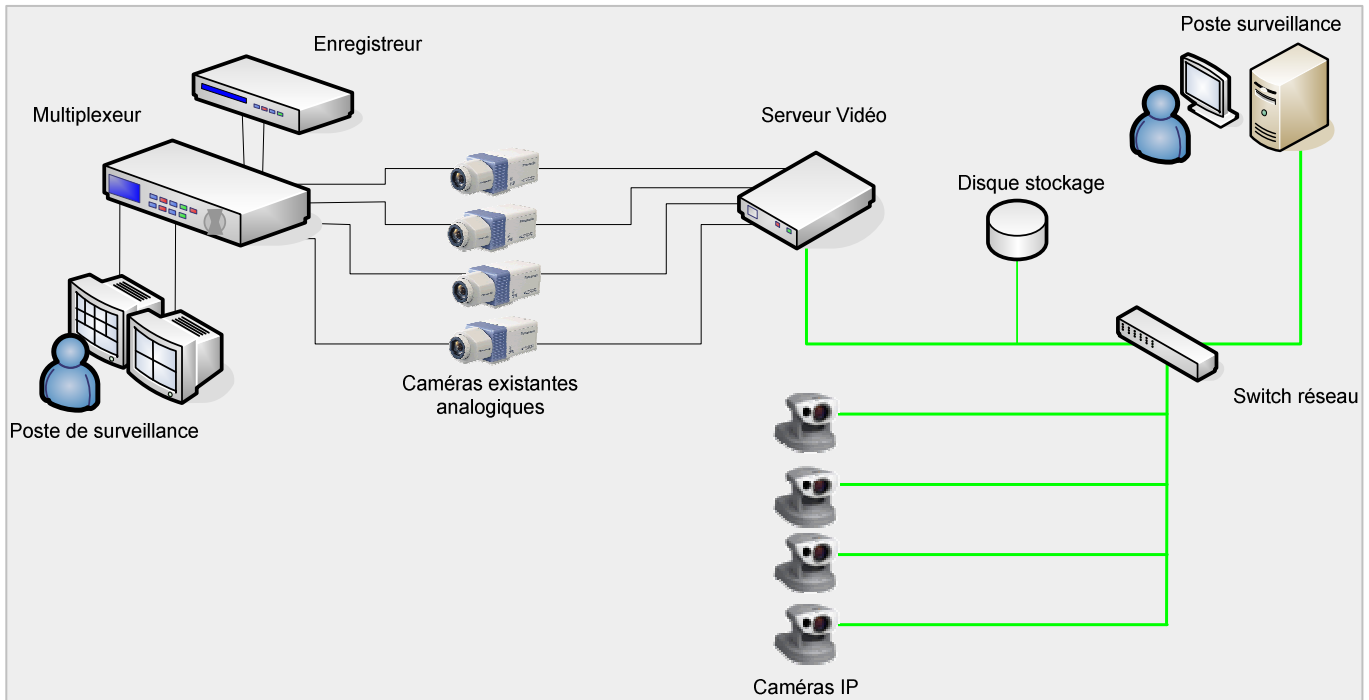 Poste surveillance
Enregistreur
Multiplexeur
Serveur Vidéo
Disque stockage
Caméras existantes
analogiques
Switch réseau
Poste de surveillance
Caméras IP